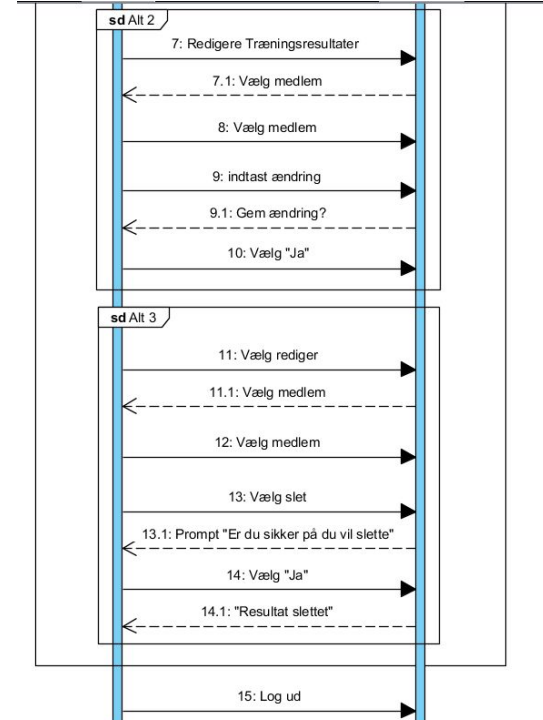 sd Alt 2
7: Redigere Træningsresultater
7.1: Vælg medlem
8: Vælg medlem
9: indtast ændring
9.1: Gem ændring?
10: Vælg "Ja"
sd Alt 3
11: Vælg rediger
11.1: Vælg medlem
12: Vælg medlem
13: Vælg slet
13.1: Prompt "Er du sikker på du vil slette"
14: Vælg "Ja"
14.1: "Resultat slettet"
15: Log ud